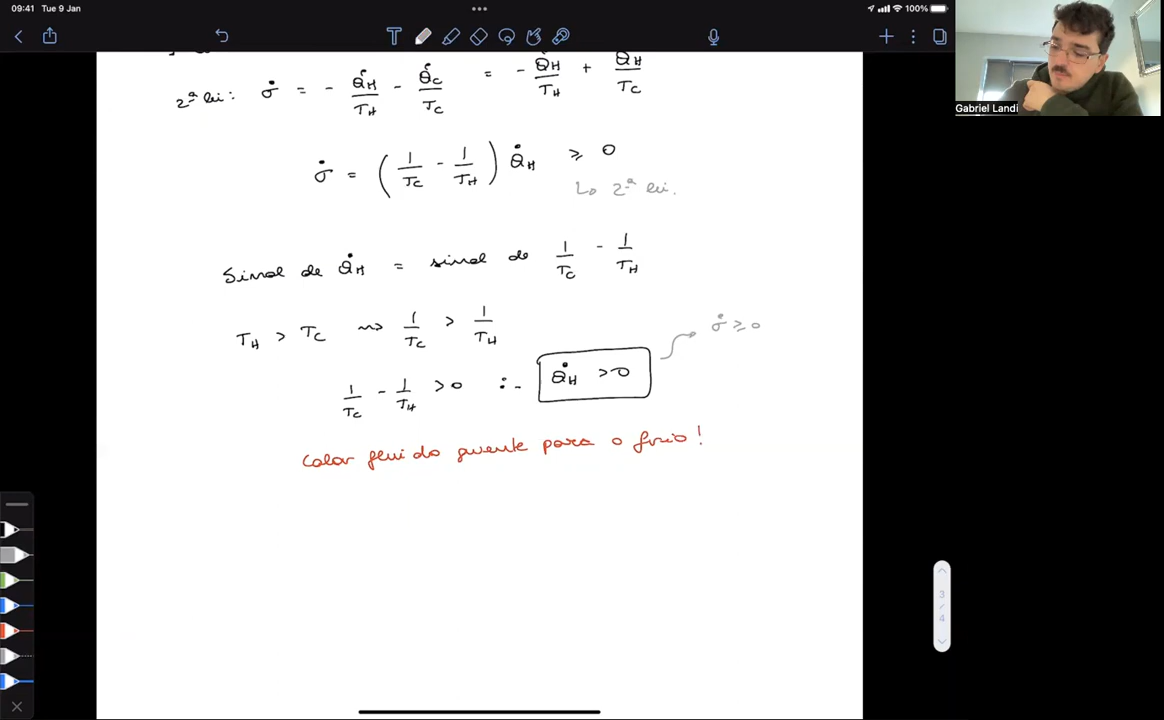 09:41 Tue 9 Jan
100%
Gabriel Landi
2ª lei: σ̇ = - Q̇H/TH - Q̇C/TC = - Q̇H/TH + Q̇H/TC
σ̇ = (1/TC - 1/TH) Q̇H ≥ 0
↳ 2ª lei.
Sinal de Q̇H = sinal de 1/TC - 1/TH
TH > TC ⇝ 1/TC > 1/TH
σ̇ ≥ 0
1/TC - 1/TH > 0 ∴ Q̇H > 0
Calor flui do quente para o frio!
3
/
4